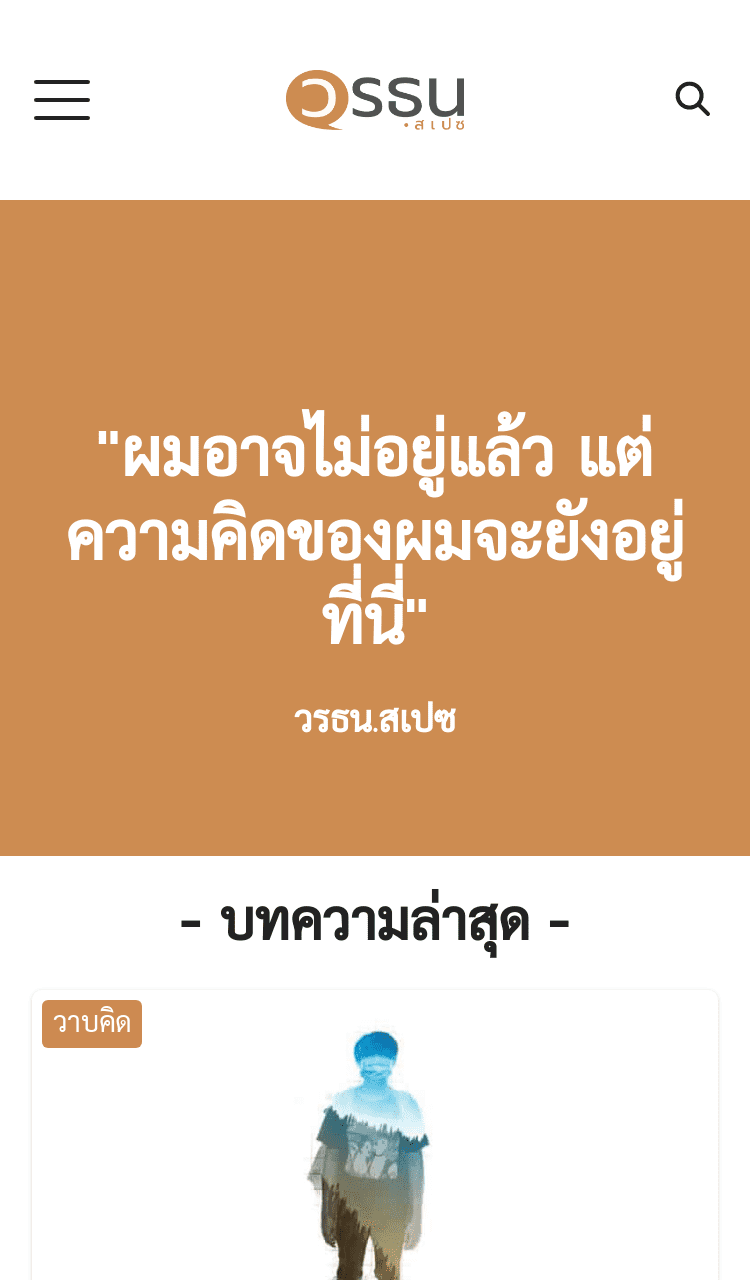 วรรณ
•สเปซ
"ผมอาจไม่อยู่แล้ว แต่
ความคิดของผมจะยังอยู่
ที่นี่"
วรธน.สเปซ
- บทความล่าสุด -
วาบคิด